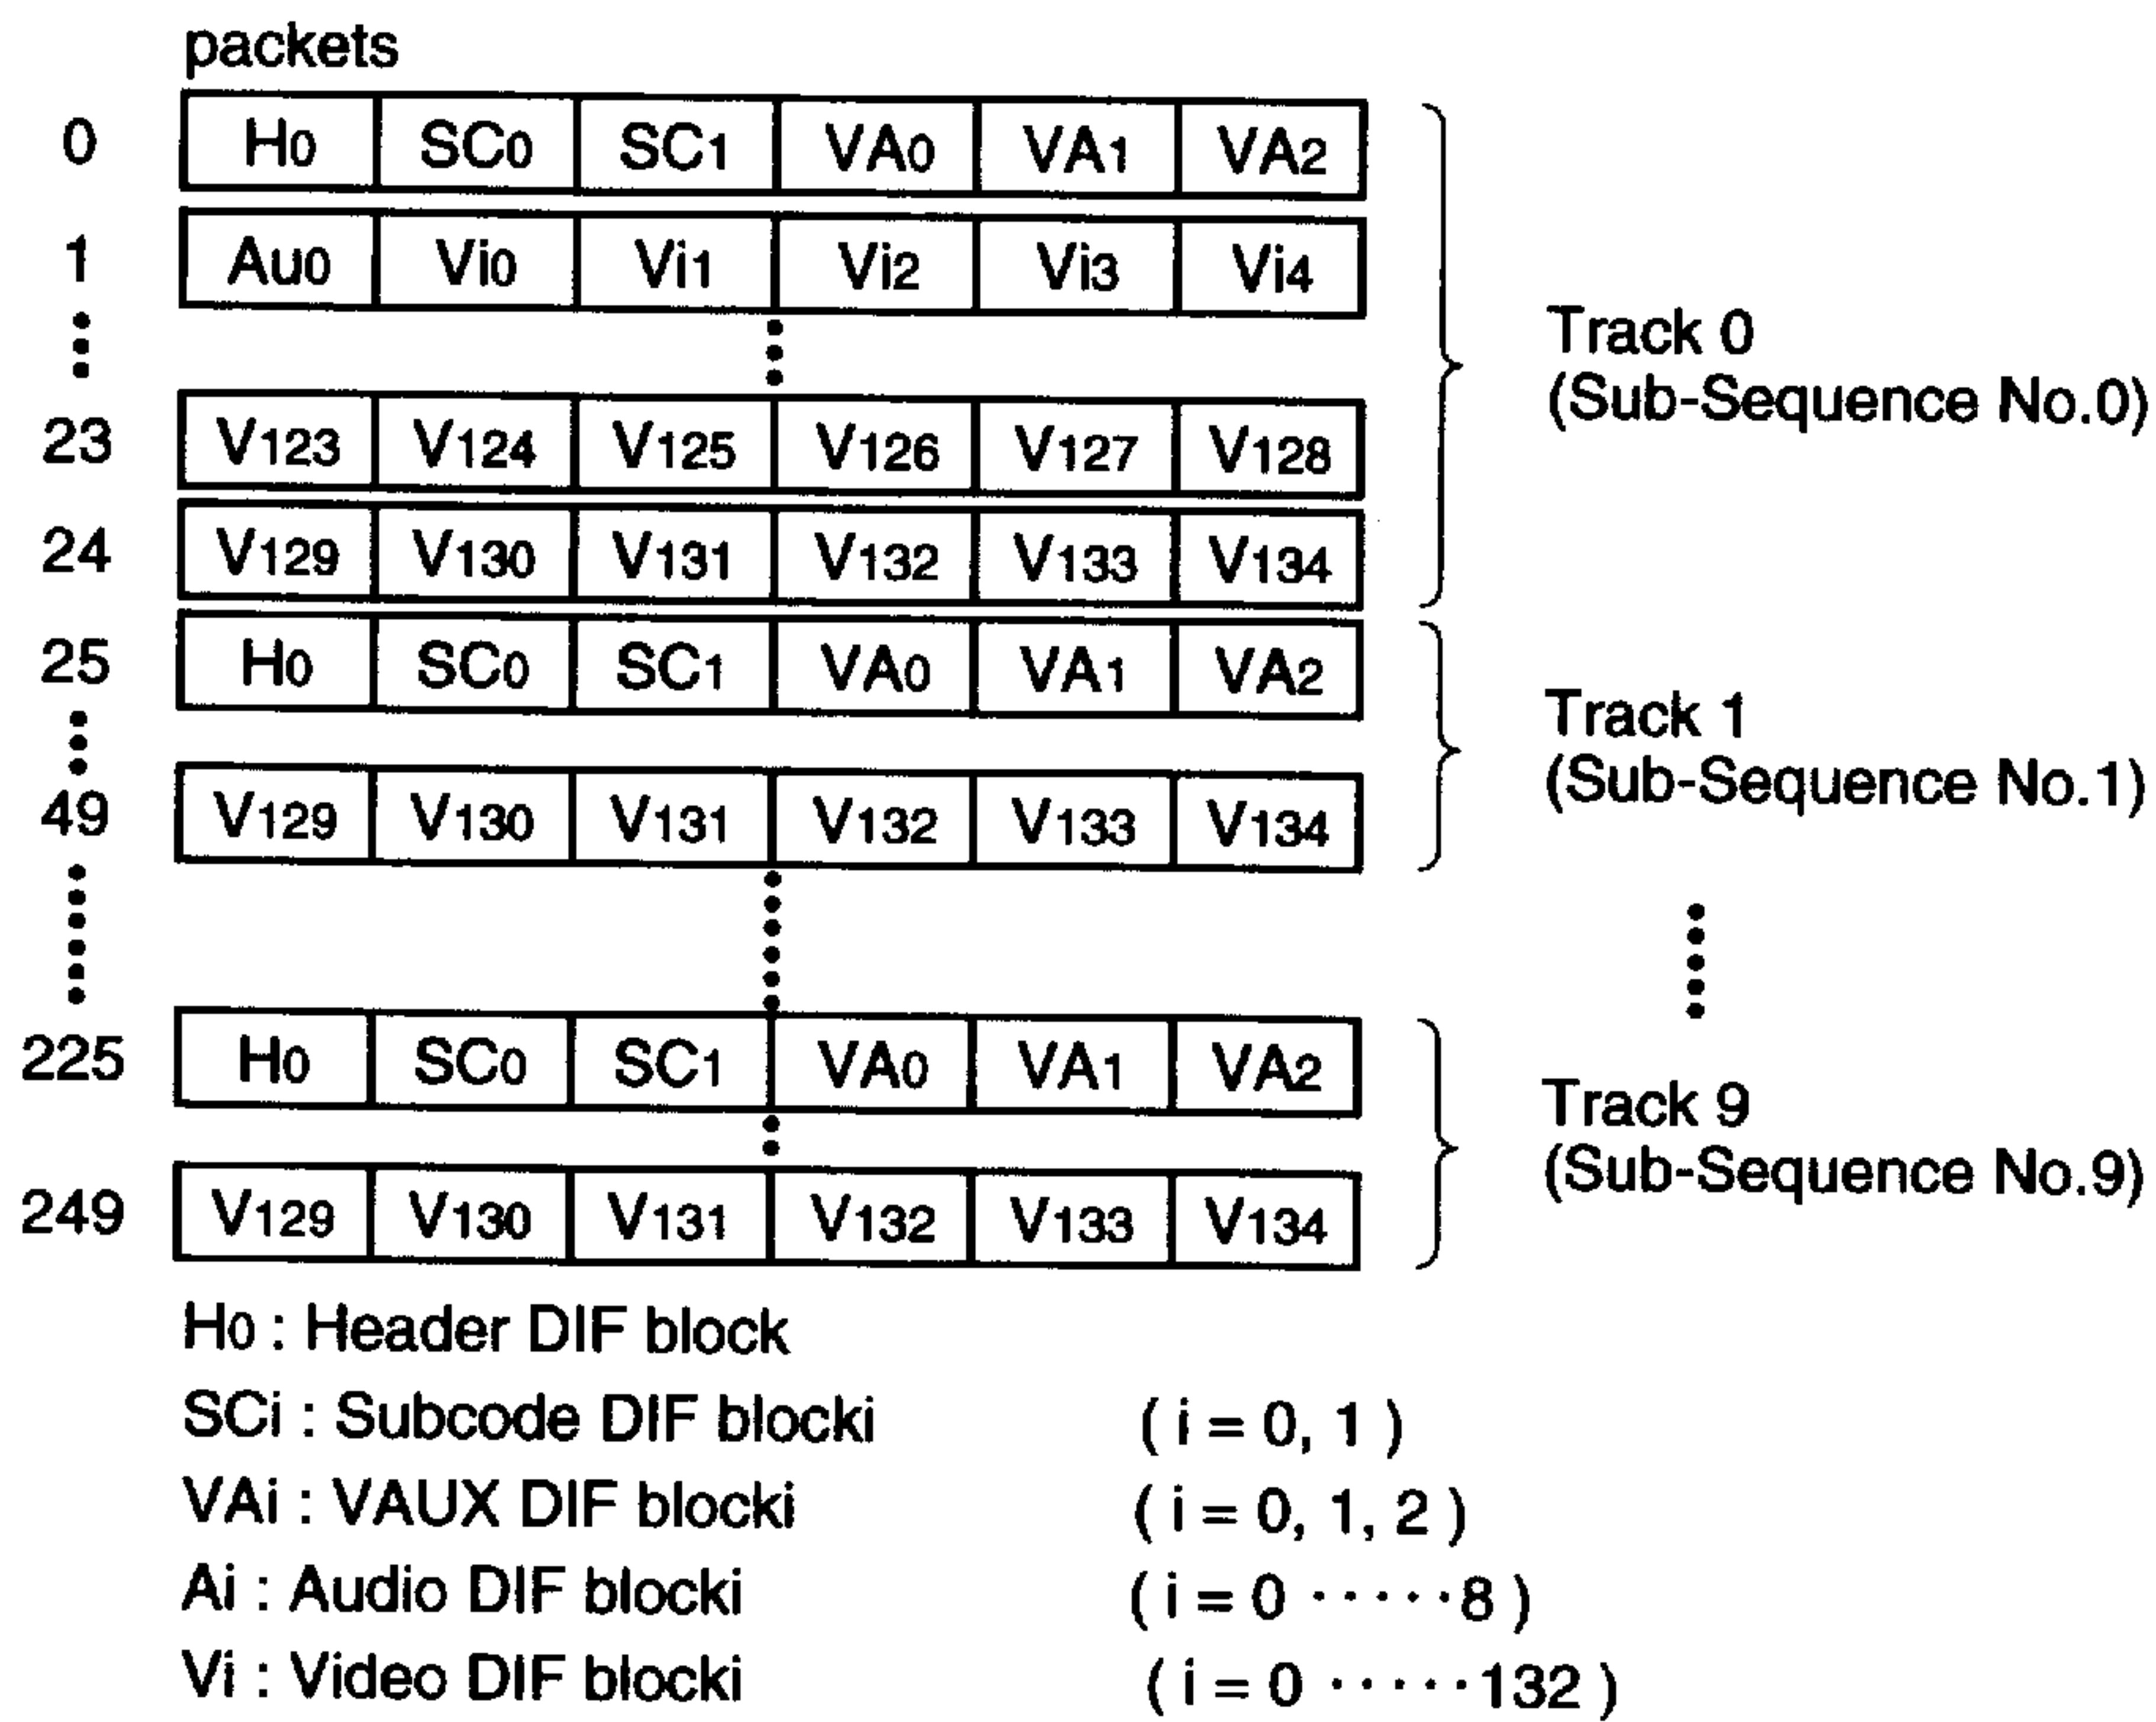 packets
0 H0 SC0 SC1 VA0 VA1 VA2
1 Au0 Vi0 Vi1 Vi2 Vi3 Vi4
Track 0
(Sub-Sequence No.0)
23 V123 V124 V125 V126 V127 V128
24 V129 V130 V131 V132 V133 V134
25 H0 SC0 SC1 VA0 VA1 VA2
Track 1
(Sub-Sequence No.1)
49 V129 V130 V131 V132 V133 V134
225 H0 SC0 SC1 VA0 VA1 VA2
Track 9
(Sub-Sequence No.9)
249 V129 V130 V131 V132 V133 V134
H0 : Header DIF block
SCi : Subcode DIF blocki ( i = 0, 1 )
VAi : VAUX DIF blocki ( i = 0, 1, 2 )
Ai : Audio DIF blocki ( i = 0 ·····8 )
Vi : Video DIF blocki ( i = 0 ·····132 )